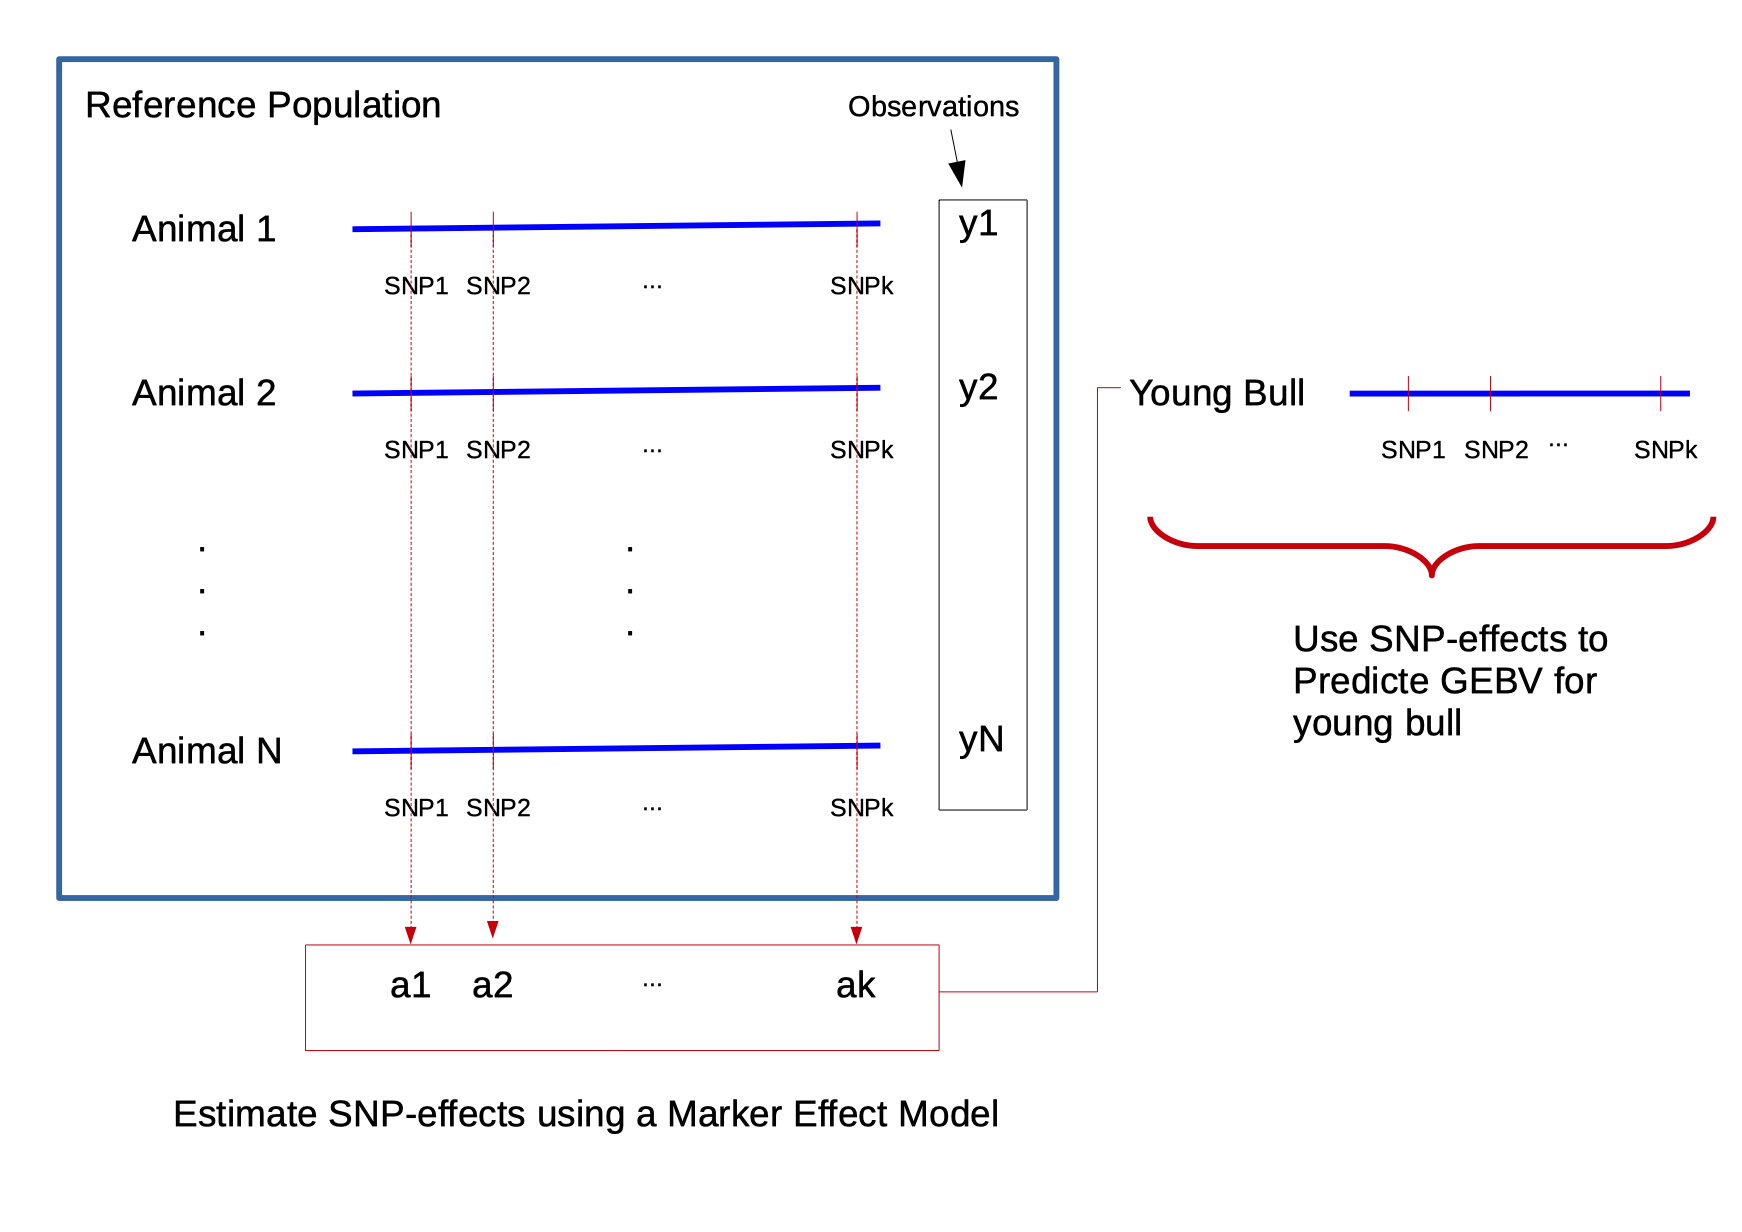 Reference Population
Observations
Animal 1
y1
SNP1 SNP2 ... SNPk
Animal 2
y2
SNP1 SNP2 ... SNPk
.
.
.
.
.
.
Animal N
yN
SNP1 SNP2 ... SNPk
a1 a2 ... ak
Estimate SNP-effects using a Marker Effect Model
Young Bull
SNP1 SNP2 ... SNPk
Use SNP-effects to
Predicte GEBV for
young bull